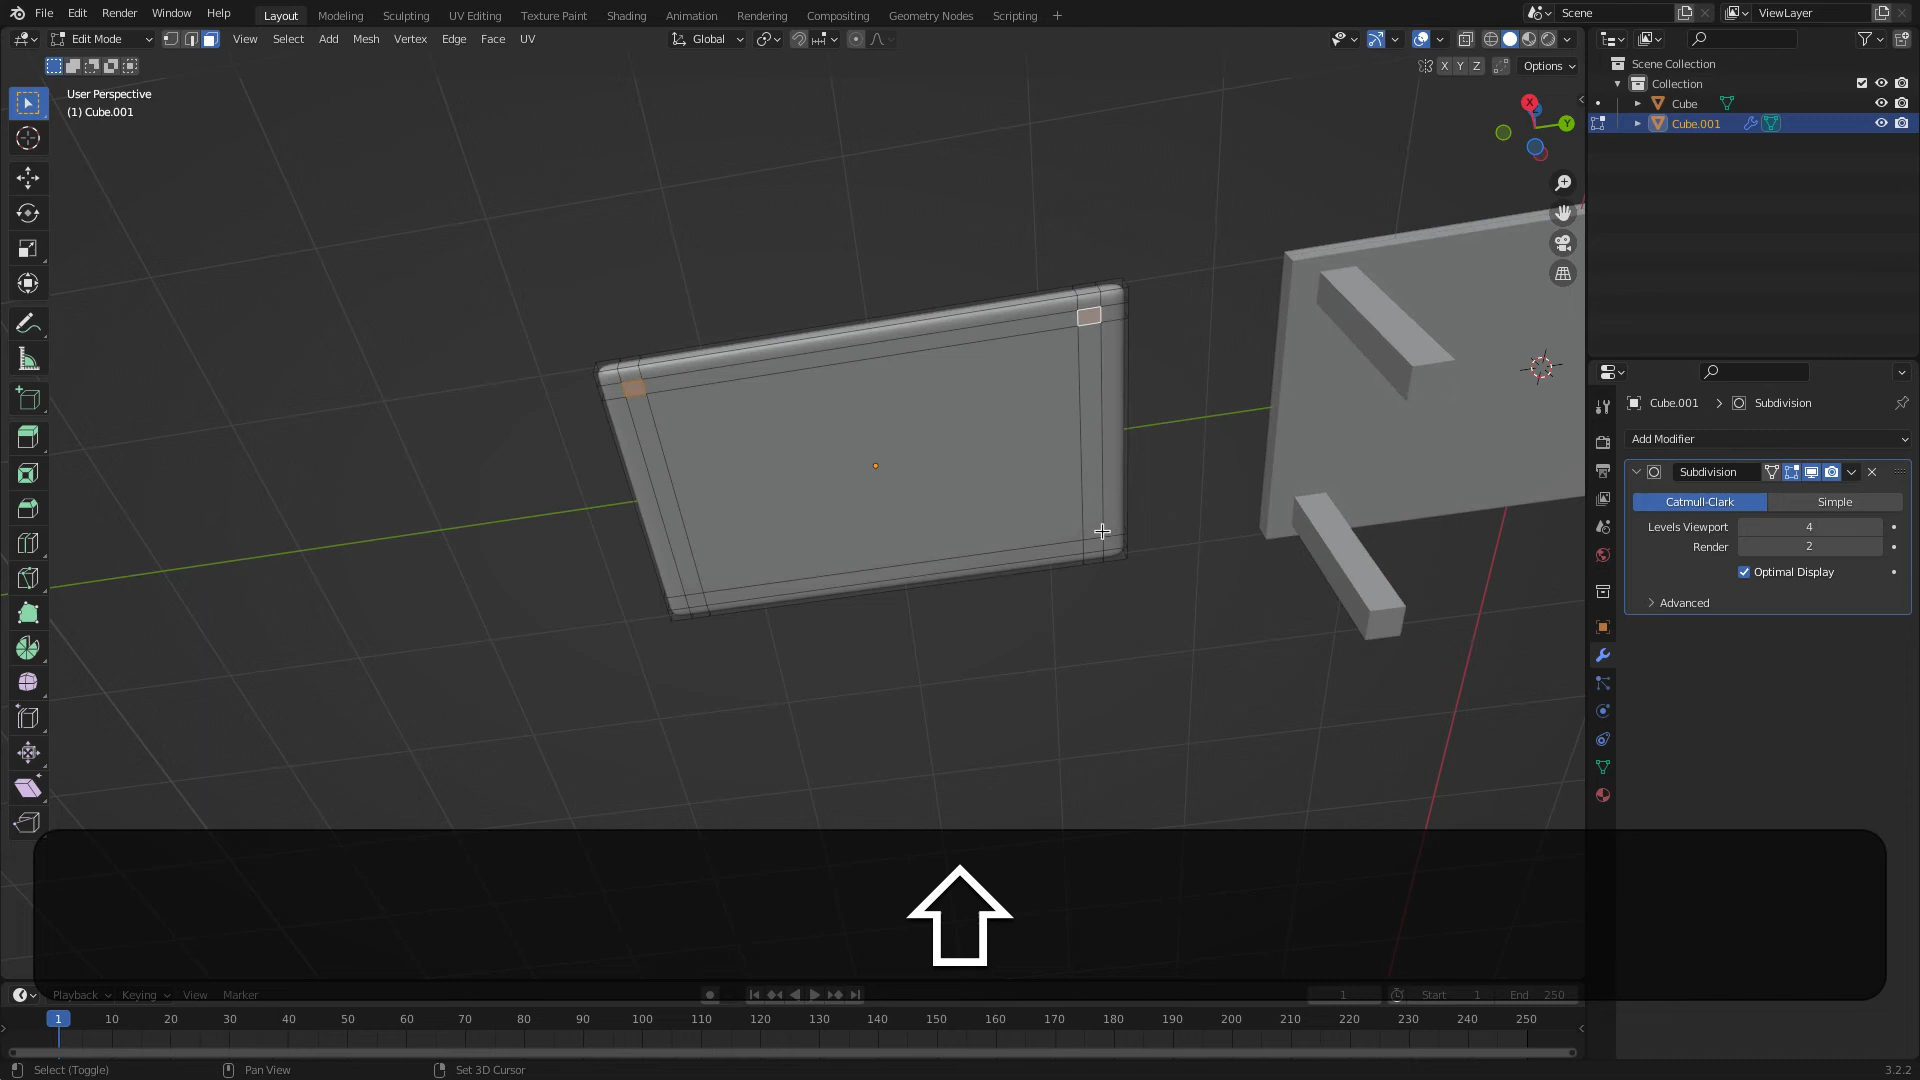 File Edit Render Window Help Layout Modeling Sculpting UV Editing Texture Paint Shading Animation Rendering Compositing Geometry Nodes Scripting Scene ViewLayer
Edit Mode View Select Add Mesh Vertex Edge Face UV Global
X Y Z Options
User Perspective
(1) Cube.001
X
Y
Scene Collection
Collection
Cube
Cube.001
Cube.001 Subdivision
Add Modifier
Subdivision
Catmull-Clark Simple
Levels Viewport 4
Render 2
Optimal Display
Advanced
Playback Keying View Marker 1 Start 1 End 250
1 10 20 30 40 50 60 70 80 90 100 110 120 130 140 150 160 170 180 190 200 210 220 230 240 250
Select (Toggle) Pan View Set 3D Cursor 3.2.2